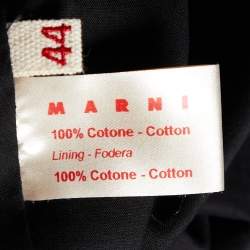 44
MARNI
100% Cotone - Cotton
Lining - Fodera
100% Cotone - Cotton